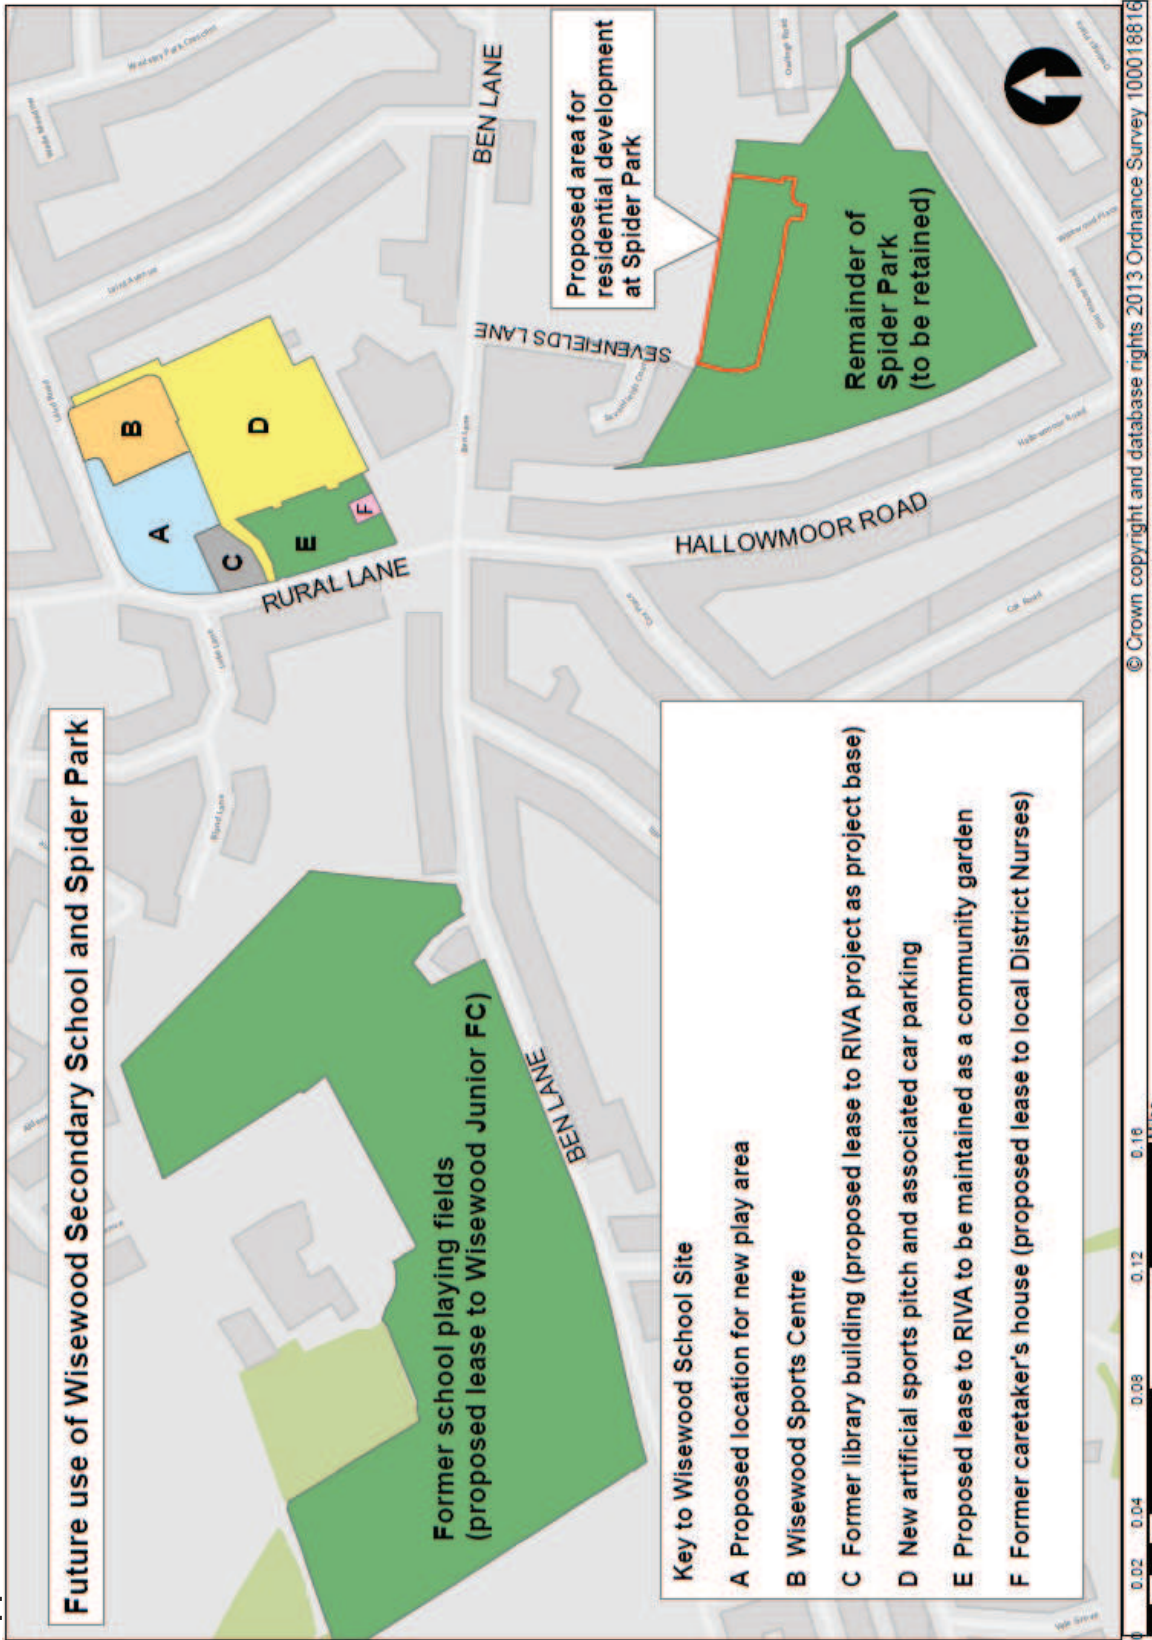 Future use of Wisewood Secondary School and Spider Park
Former school playing fields
(proposed lease to Wisewood Junior FC)
BEN LANE
RURAL LANE
A
B
C
D
E
F
BEN LANE
Ben Lane
SEVENFIELDS LANE
HALLOWMOOR ROAD
Hallowmoor Road
Proposed area for
residential development
at Spider Park
Remainder of
Spider Park
(to be retained)
Key to Wisewood School Site
A Proposed location for new play area
B Wisewood Sports Centre
C Former library building (proposed lease to RIVA project as project base)
D New artificial sports pitch and associated car parking
E Proposed lease to RIVA to be maintained as a community garden
F Former caretaker's house (proposed lease to local District Nurses)
0 0.02 0.04 0.08 0.12 0.16
© Crown copyright and database rights 2013 Ordnance Survey 100018816